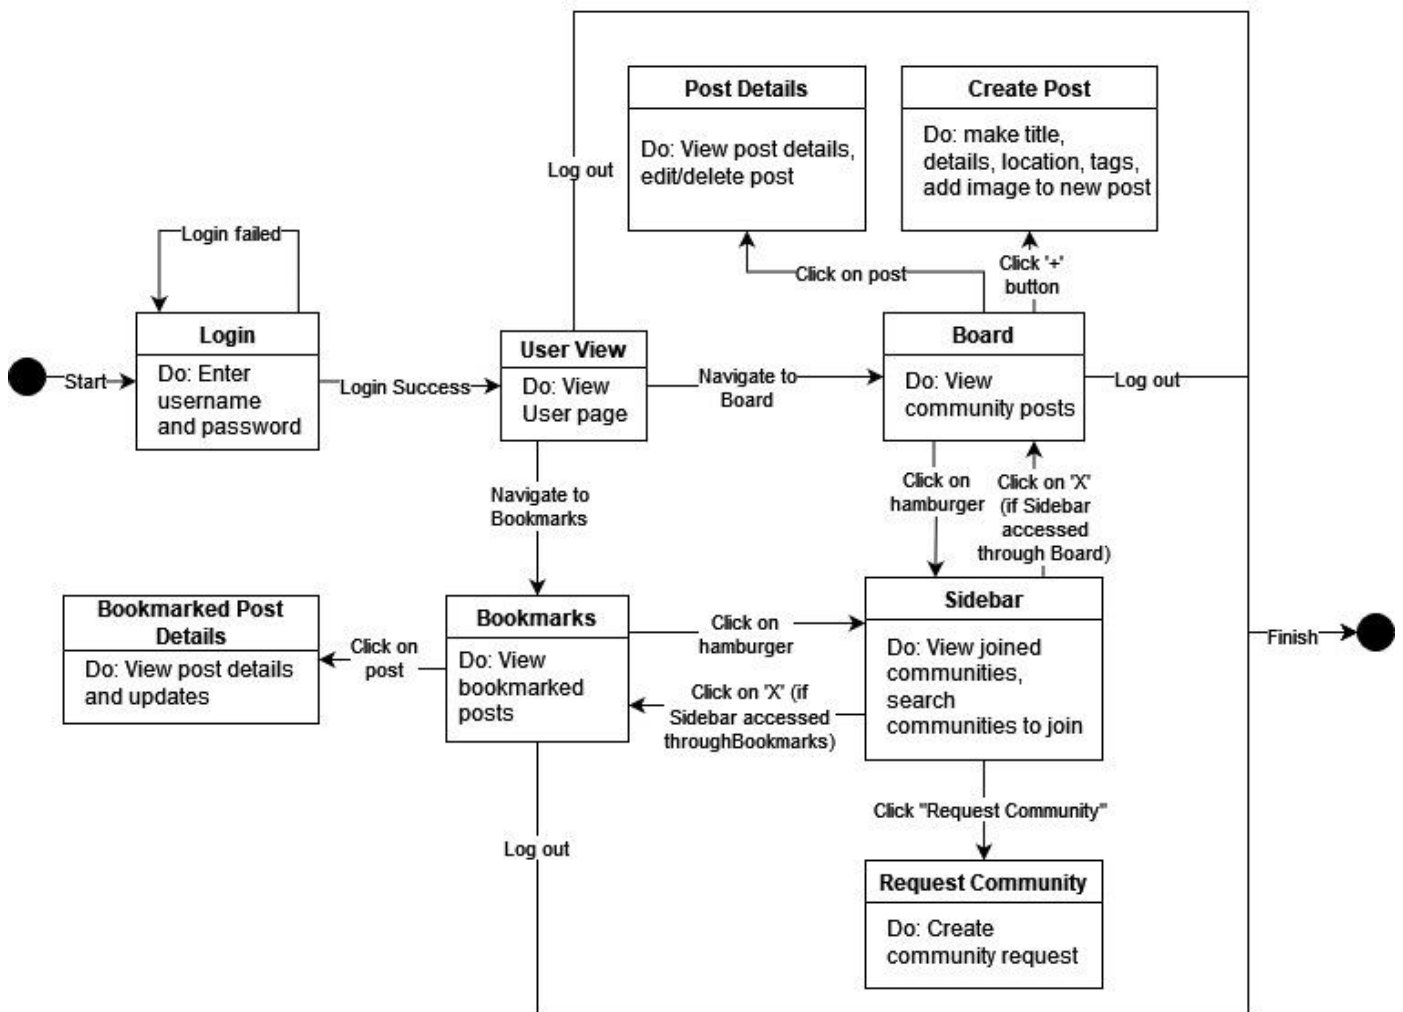 Post Details
Do: View post details,
edit/delete post
Create Post
Do: make title,
details, location, tags,
add image to new post
Log out
Login failed
Click on post
Click '+'
button
Login
Do: Enter
username
and password
Start
Login Success
User View
Do: View
User page
Navigate to
Board
Board
Do: View
community posts
Log out
Navigate to
Bookmarks
Click on
hamburger
Click on 'X'
(if Sidebar
accessed
through Board)
Bookmarked Post
Details
Do: View post details
and updates
Click on
post
Bookmarks
Do: View
bookmarked
posts
Click on
hamburger
Click on 'X' (if
Sidebar accessed
throughBookmarks)
Sidebar
Do: View joined
communities,
search
communities to join
Finish
Click "Request Community"
Log out
Request Community
Do: Create
community request